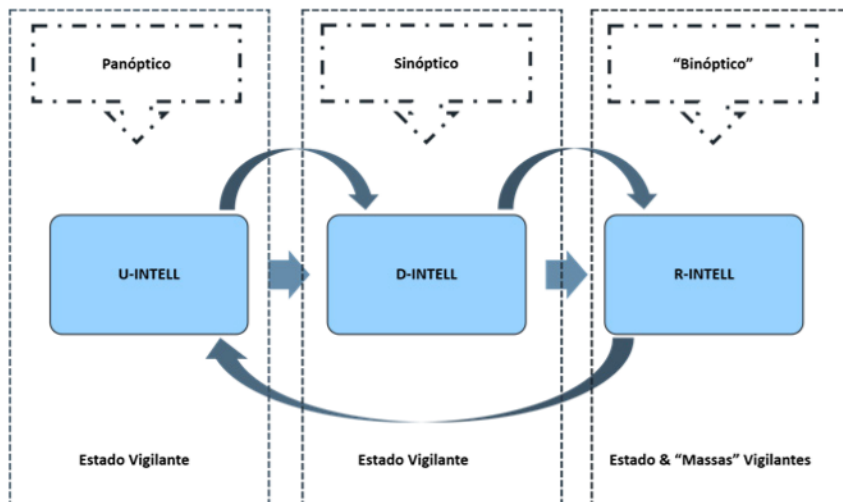 Panóptico
Sinóptico
“Binóptico”
U-INTELL
D-INTELL
R-INTELL
Estado Vigilante
Estado Vigilante
Estado & “Massas” Vigilantes